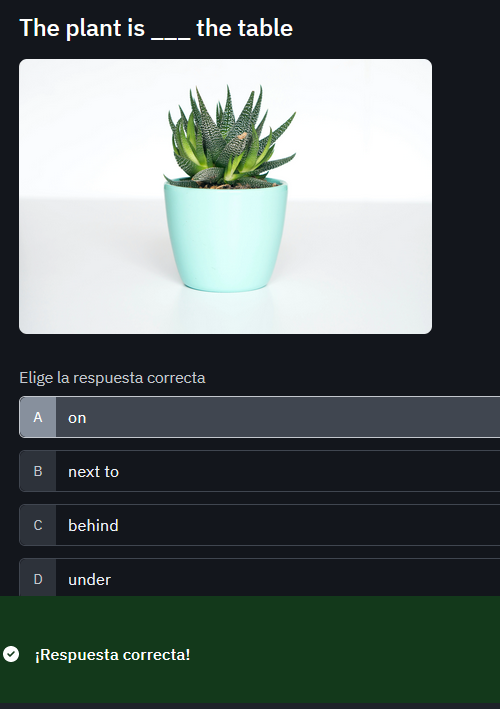 The plant is ___ the table
Elige la respuesta correcta
A on
B next to
C behind
D under
¡Respuesta correcta!